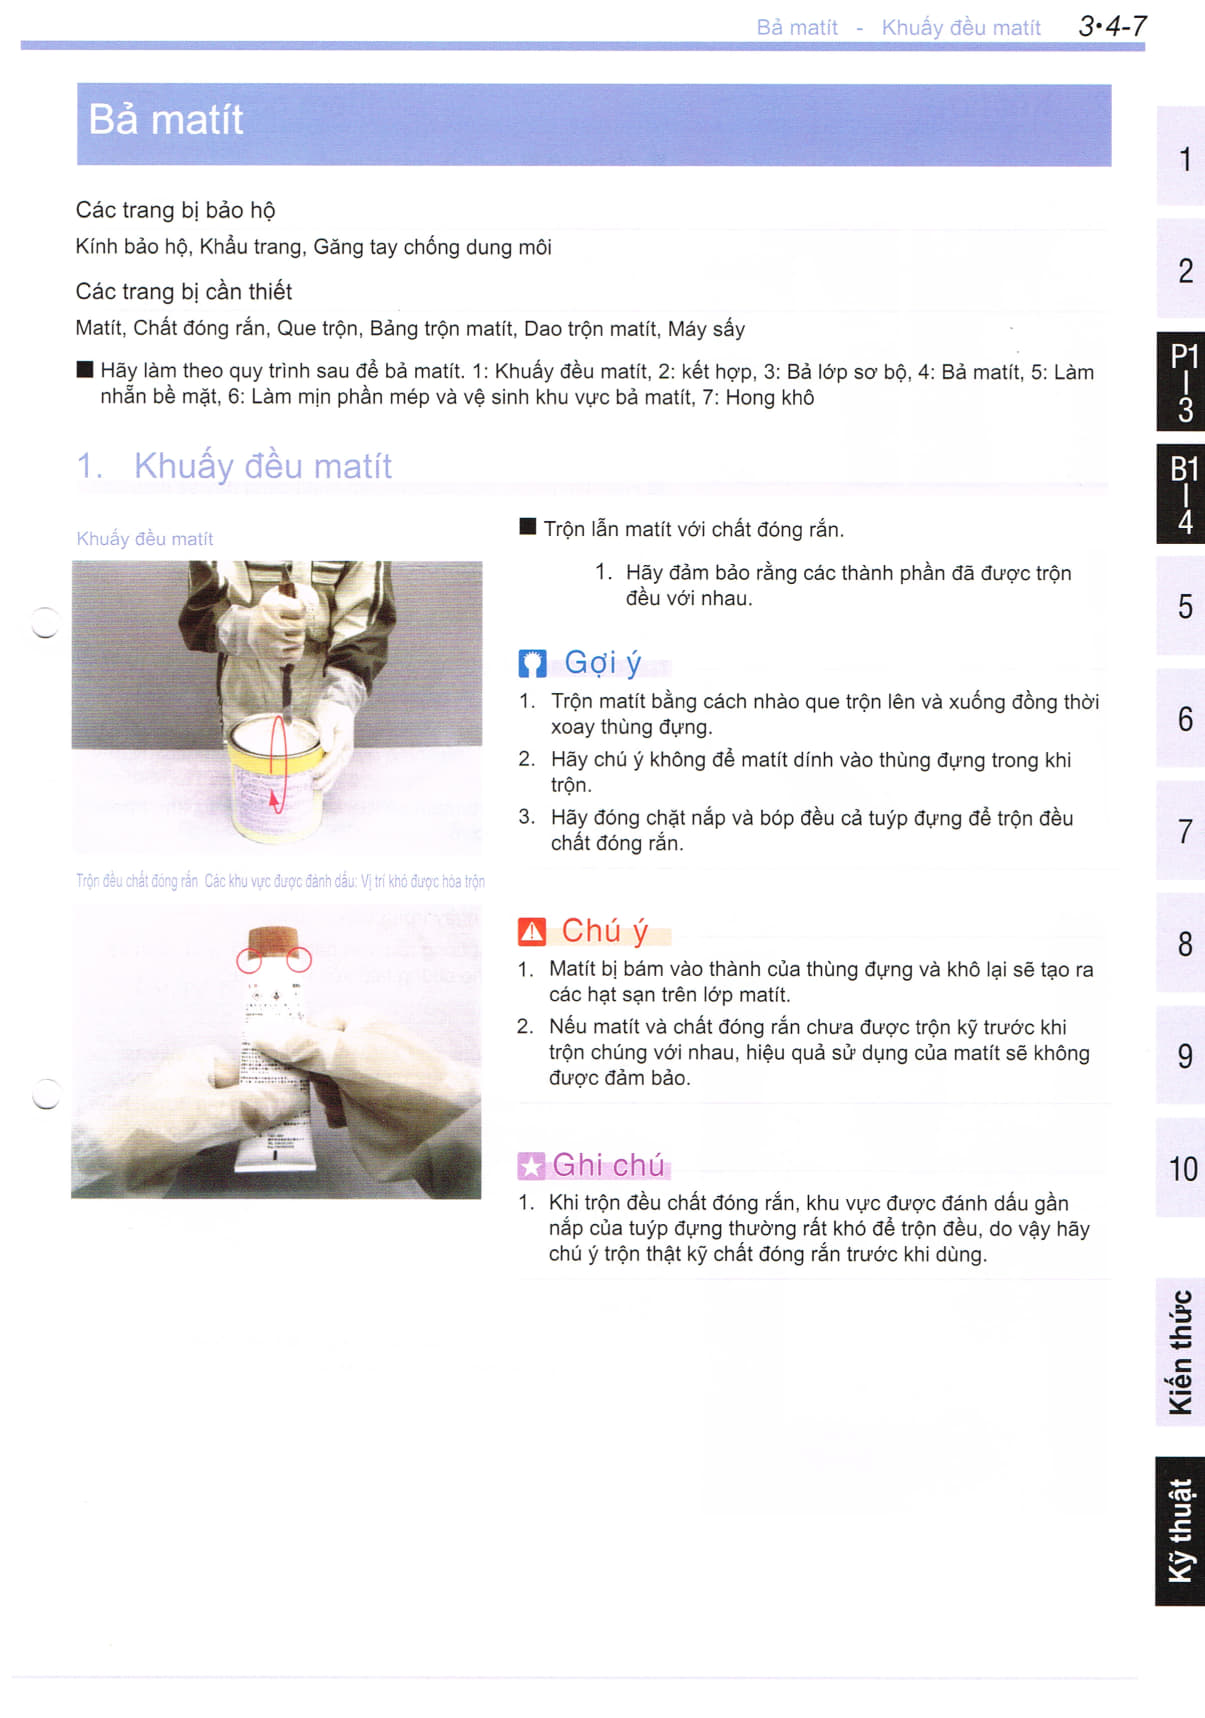 Bả matít - Khuấy đều matít 3•4-7
Bả matít
Các trang bị bảo hộ
Kính bảo hộ, Khẩu trang, Găng tay chống dung môi
Các trang bị cần thiết
Matít, Chất đóng rắn, Que trộn, Bảng trộn matít, Dao trộn matít, Máy sấy
■ Hãy làm theo quy trình sau để bả matít. 1: Khuấy đều matít, 2: kết hợp, 3: Bả lớp sơ bộ, 4: Bả matít, 5: Làm
nhẵn bề mặt, 6: Làm mịn phần mép và vệ sinh khu vực bả matít, 7: Hong khô
1. Khuấy đều matít
Khuấy đều matít
Trộn đều chất đóng rắn Các khu vực được đánh dấu: Vị trí khó được hòa trộn
■ Trộn lẫn matít với chất đóng rắn.
1. Hãy đảm bảo rằng các thành phần đã được trộn
đều với nhau.
Gợi ý
1. Trộn matít bằng cách nhào que trộn lên và xuống đồng thời
xoay thùng đựng.
2. Hãy chú ý không để matít dính vào thùng đựng trong khi
trộn.
3. Hãy đóng chặt nắp và bóp đều cả tuýp đựng để trộn đều
chất đóng rắn.
Chú ý
1. Matít bị bám vào thành của thùng đựng và khô lại sẽ tạo ra
các hạt sạn trên lớp matít.
2. Nếu matít và chất đóng rắn chưa được trộn kỹ trước khi
trộn chúng với nhau, hiệu quả sử dụng của matít sẽ không
được đảm bảo.
Ghi chú
1. Khi trộn đều chất đóng rắn, khu vực được đánh dấu gần
nắp của tuýp đựng thường rất khó để trộn đều, do vậy hãy
chú ý trộn thật kỹ chất đóng rắn trước khi dùng.
1
2
P1
|
3
B1
|
4
5
6
7
8
9
10
Kiến thức
Kỹ thuật